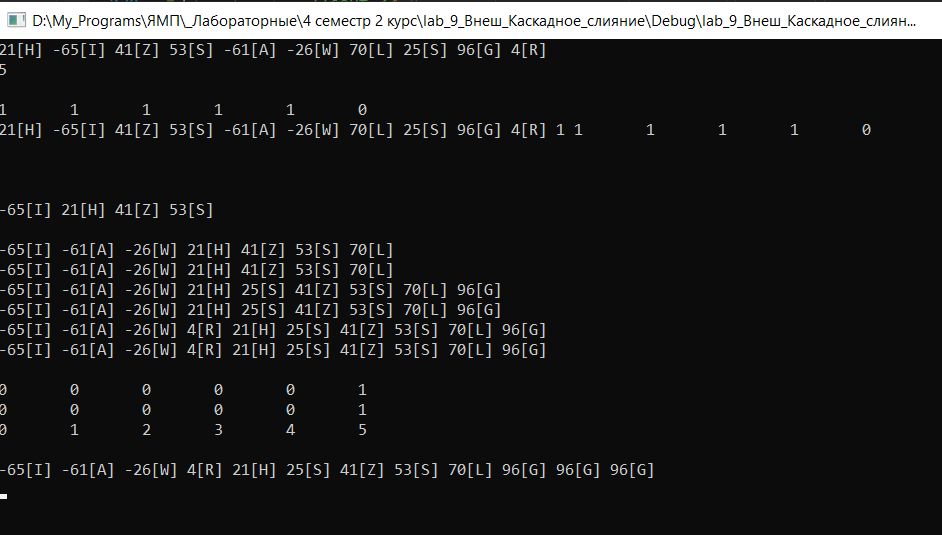 D:\My_Programs\ЯМП\_Лабораторные\4 семестр 2 курс\lab_9_Внеш_Каскадное_слияние\Debug\lab_9_Внеш_Каскадное_слиян...
21[H] -65[I] 41[Z] 53[S] -61[A] -26[W] 70[L] 25[S] 96[G] 4[R]
5
1 1 1 1 1 0
21[H] -65[I] 41[Z] 53[S] -61[A] -26[W] 70[L] 25[S] 96[G] 4[R] 1 1 1 1 1 0
-65[I] 21[H] 41[Z] 53[S]
-65[I] -61[A] -26[W] 21[H] 41[Z] 53[S] 70[L]
-65[I] -61[A] -26[W] 21[H] 41[Z] 53[S] 70[L]
-65[I] -61[A] -26[W] 21[H] 25[S] 41[Z] 53[S] 70[L] 96[G]
-65[I] -61[A] -26[W] 21[H] 25[S] 41[Z] 53[S] 70[L] 96[G]
-65[I] -61[A] -26[W] 4[R] 21[H] 25[S] 41[Z] 53[S] 70[L] 96[G]
-65[I] -61[A] -26[W] 4[R] 21[H] 25[S] 41[Z] 53[S] 70[L] 96[G]
0 0 0 0 0 1
0 0 0 0 0 1
0 1 2 3 4 5
-65[I] -61[A] -26[W] 4[R] 21[H] 25[S] 41[Z] 53[S] 70[L] 96[G] 96[G] 96[G]